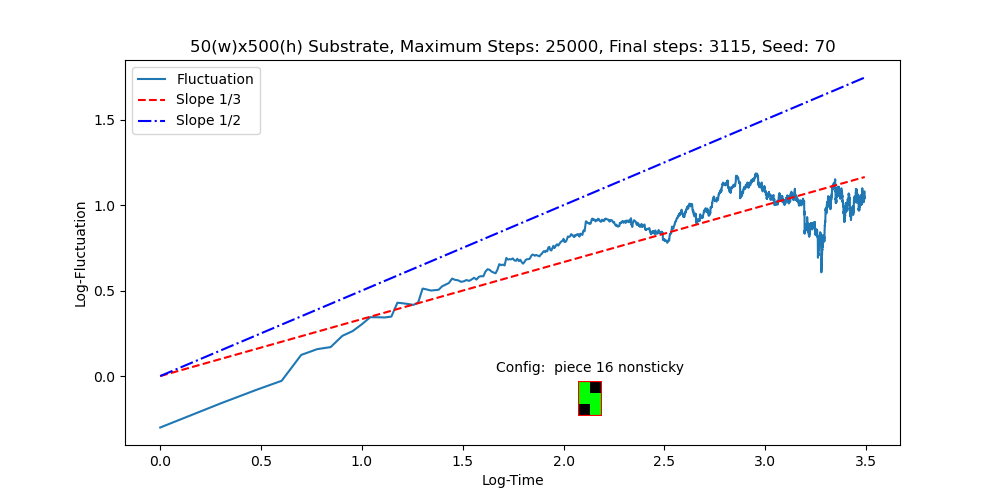 50(w)x500(h) Substrate, Maximum Steps: 25000, Final steps: 3115, Seed: 70
Fluctuation
Slope 1/3
Slope 1/2
Log-Fluctuation
1.5
1.0
0.5
0.0
Config:  piece 16 nonsticky
0.0 0.5 1.0 1.5 2.0 2.5 3.0 3.5
Log-Time